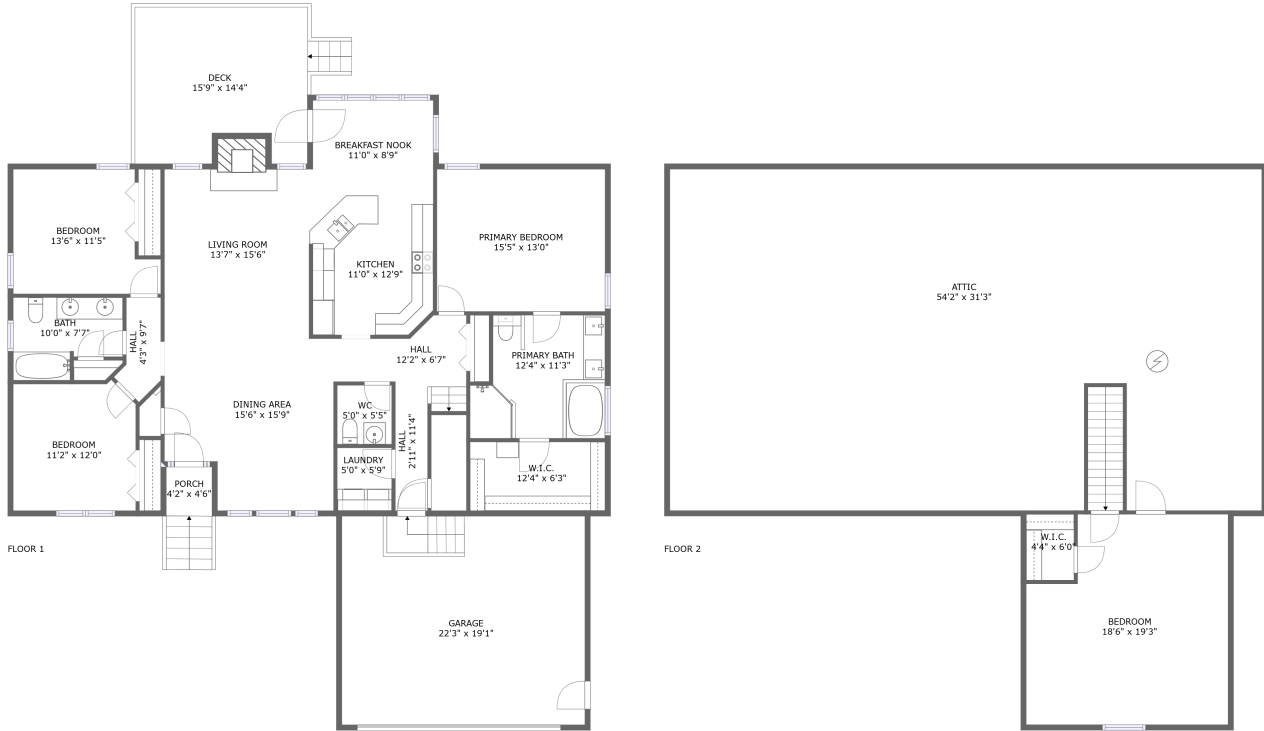 DECK
15'9" x 14'4"
BREAKFAST NOOK
11'0" x 8'9"
BEDROOM
13'6" x 11'5"
LIVING ROOM
13'7" x 15'6"
KITCHEN
11'0" x 12'9"
PRIMARY BEDROOM
15'5" x 13'0"
BATH
10'0" x 7'7"
HALL
4'3" x 9'7"
HALL
12'2" x 6'7"
PRIMARY BATH
12'4" x 11'3"
DINING AREA
15'6" x 15'9"
WC
5'0" x 5'5"
HALL
2'11" x 11'4"
BEDROOM
11'2" x 12'0"
LAUNDRY
5'0" x 5'9"
W.I.C.
12'4" x 6'3"
PORCH
4'2" x 4'6"
FLOOR 1
GARAGE
22'3" x 19'1"
ATTIC
54'2" x 31'3"
FLOOR 2
W.I.C.
4'4" x 6'0"
BEDROOM
18'6" x 19'3"